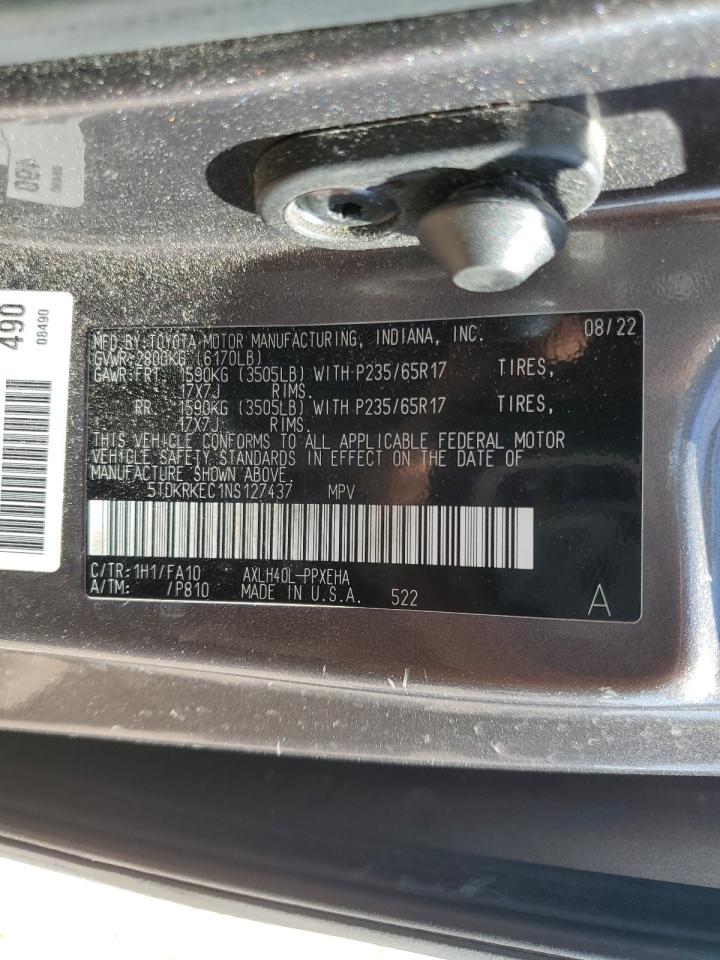 490
08490
MFD BY TOYOTA MOTOR MANUFACTURING, INDIANA, INC. 08/22
GVWR 2800KG (6170LB)
GAWR:FRT 1590KG (3505LB) WITH P235/65R17 TIRES,
17X7J RIMS.
RR 1590KG (3505LB) WITH P235/65R17 TIRES,
17X7J RIMS.
THIS VEHICLE CONFORMS TO ALL APPLICABLE FEDERAL MOTOR
VEHICLE SAFETY STANDARDS IN EFFECT ON THE DATE OF
MANUFACTURE SHOWN ABOVE.
5TDKRKEC1NS127437 MPV
C/TR:1H1/FA10 AXLH40L-PPXEHA
A/TM: /P810 MADE IN U.S.A. 522 A